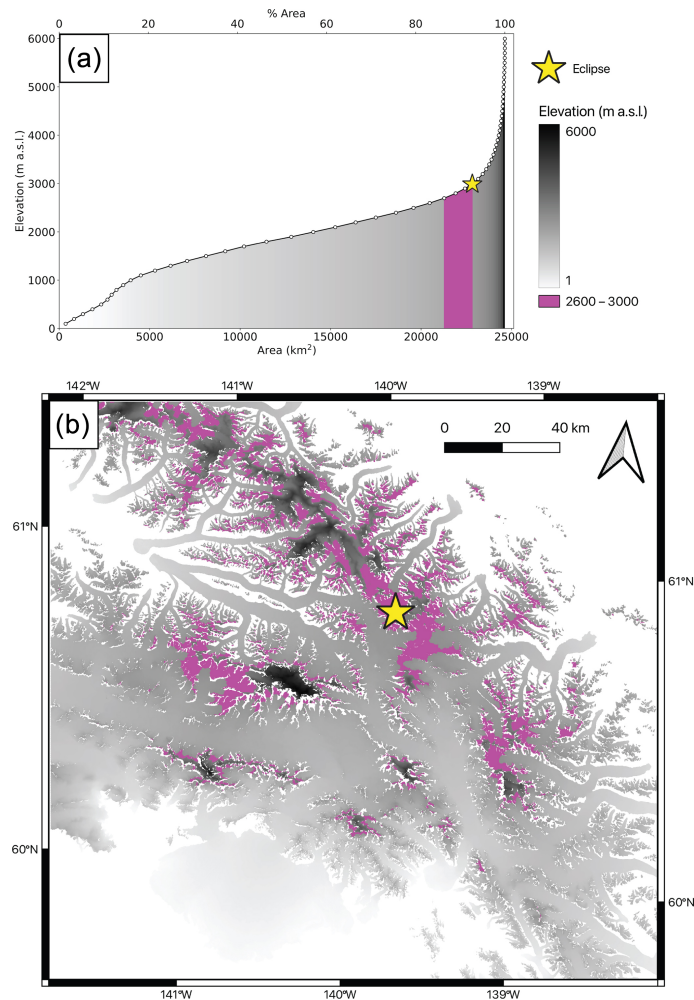 % Area
0 20 40 60 80 100
(a)
6000
5000
4000
3000
2000
1000
0
Elevation (m a.s.l.)
0 5000 10000 15000 20000 25000
Area (km²)
Eclipse
Elevation (m a.s.l.)
6000
1
2600 – 3000
142°W 141°W 140°W 139°W
(b)
0 20 40 km
61°N
61°N
60°N
60°N
141°W 140°W 139°W